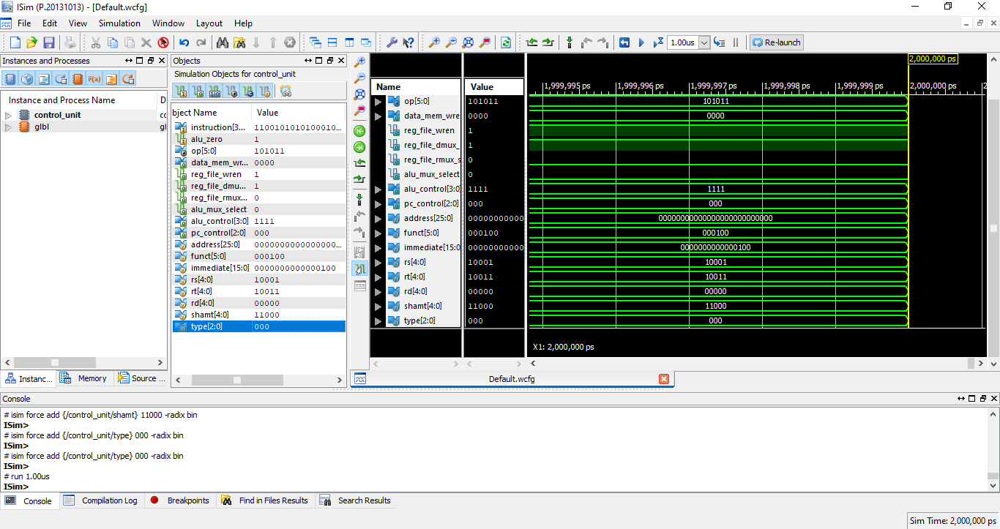 ISim (P.20131013) - [Default.wcfg]
File Edit View Simulation Window Layout Help
1.00us
Re-launch
Instances and Processes
Instance and Process Name
D
control_unit
cc
glbl
gl
Instanc...
Memory
Source ...
Objects
Simulation Objects for control_unit
bject Name Value
instruction[3... 1100101010100010...
alu_zero 1
op[5:0] 101011
data_mem_wr... 0000
reg_file_wren 1
reg_file_dmu... 1
reg_file_rmux... 0
alu_mux_select 0
alu_control[3:0] 1111
pc_control[2:0] 000
address[25:0] 0000000000000000...
funct[5:0] 000100
immediate[15:0] 0000000000000100
rs[4:0] 10001
rt[4:0] 10011
rd[4:0] 00000
shamt[4:0] 11000
type[2:0] 000
2,000,000 ps
Name Value 1,999,995 ps 1,999,996 ps 1,999,997 ps 1,999,998 ps 1,999,999 ps 2,000,000 ps 2
op[5:0] 101011 101011
data_mem_wre 0000 0000
reg_file_wren 1
reg_file_dmux_ 1
reg_file_rmux_s 0
alu_mux_select 0
alu_control[3:0] 1111 1111
pc_control[2:0] 000 000
address[25:0] 00000000000 00000000000000000000000000
funct[5:0] 000100 000100
immediate[15:0 00000000000 0000000000000100
rs[4:0] 10001 10001
rt[4:0] 10011 10011
rd[4:0] 00000 00000
shamt[4:0] 11000 11000
type[2:0] 000 000
X1: 2,000,000 ps
Default.wcfg
Console
# isim force add {/control_unit/shamt} 11000 -radix bin
ISim>
# isim force add {/control_unit/type} 000 -radix bin
ISim>
# isim force add {/control_unit/type} 000 -radix bin
ISim>
# run 1.00us
ISim>
Console Compilation Log Breakpoints Find in Files Results Search Results
Sim Time: 2,000,000 ps